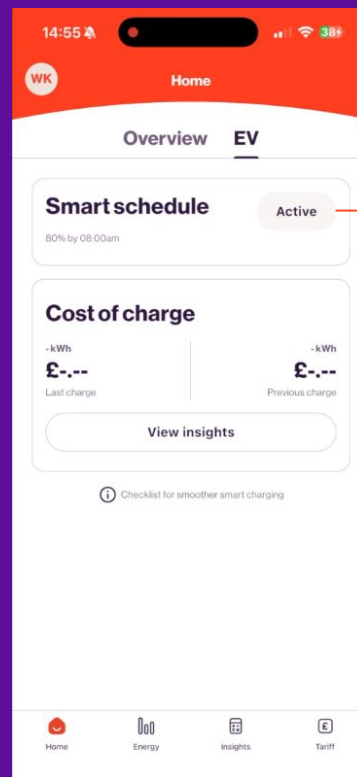 14:55
38
WK
Home
Overview EV
Smart schedule
Active
80% by 08:00am
Cost of charge
- kWh - kWh
£-.-- £-.--
Last charge Previous charge
View insights
Checklist for smoother smart charging
Home Energy Insights Tariff